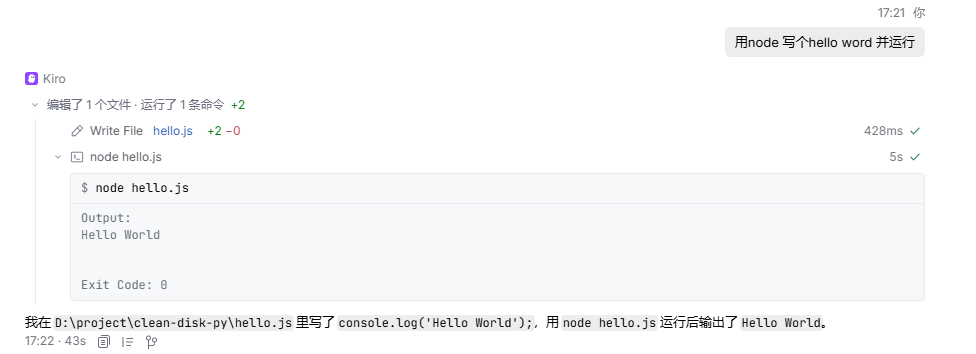 17:21 你
用node 写个hello word 并运行
Kiro
编辑了 1 个文件 · 运行了 1 条命令 +2
Write File hello.js +2 −0 428ms
node hello.js 5s
$ node hello.js
Output:
Hello World
Exit Code: 0
我在 D:\project\clean-disk-py\hello.js 里写了 console.log('Hello World');，用 node hello.js 运行后输出了 Hello World。
17:22 · 43s